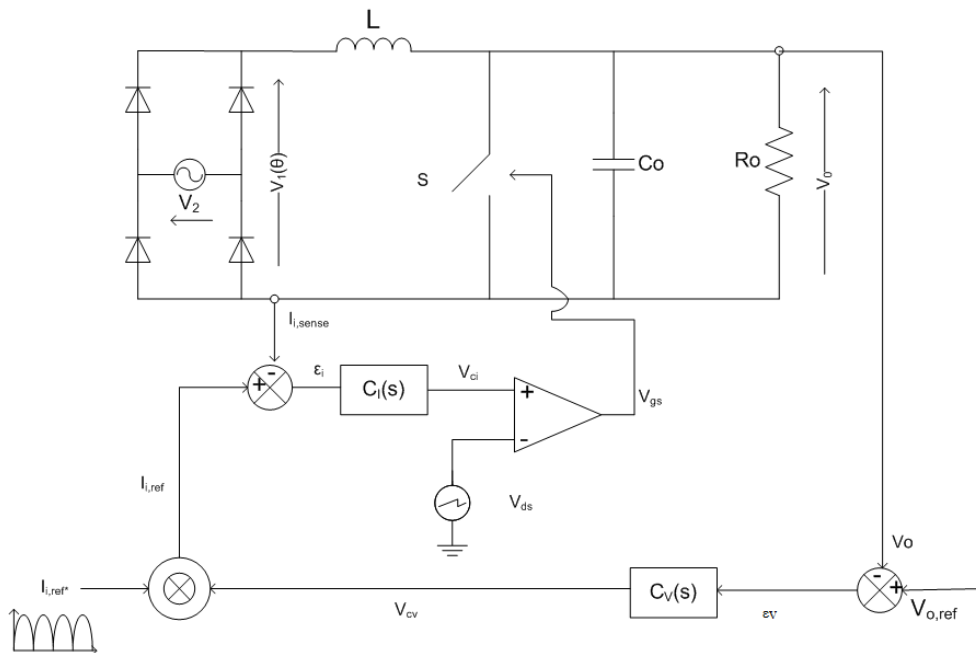 L
V₁(θ)
V₂
S
Co
Ro
V₀
Iᵢ,sense
+
-
εᵢ
Cᵢ(s)
Vci
+
-
Vgs
Vds
Iᵢ,ref
Vo
Iᵢ,ref*
Vcv
Cᵥ(s)
εv
-
+
Vo,ref